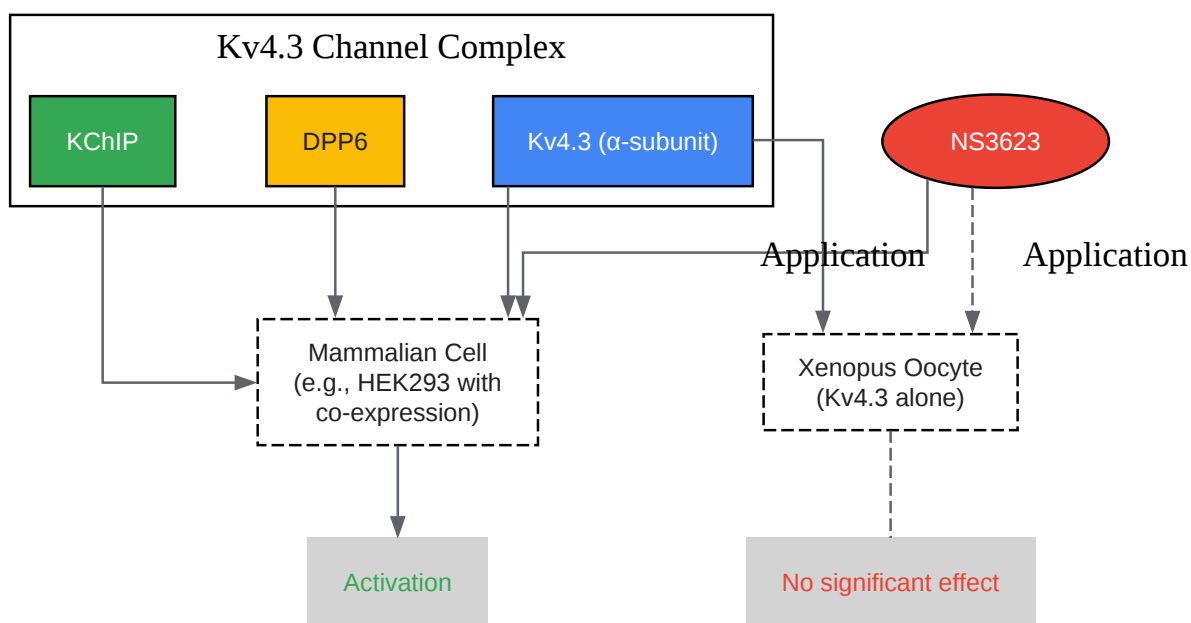 Kv4.3 Channel Complex
KChIP
DPP6
Kv4.3 (α-subunit)
NS3623
Application
Application
Mammalian Cell
(e.g., HEK293 with
co-expression)
Xenopus Oocyte
(Kv4.3 alone)
Activation
No significant effect